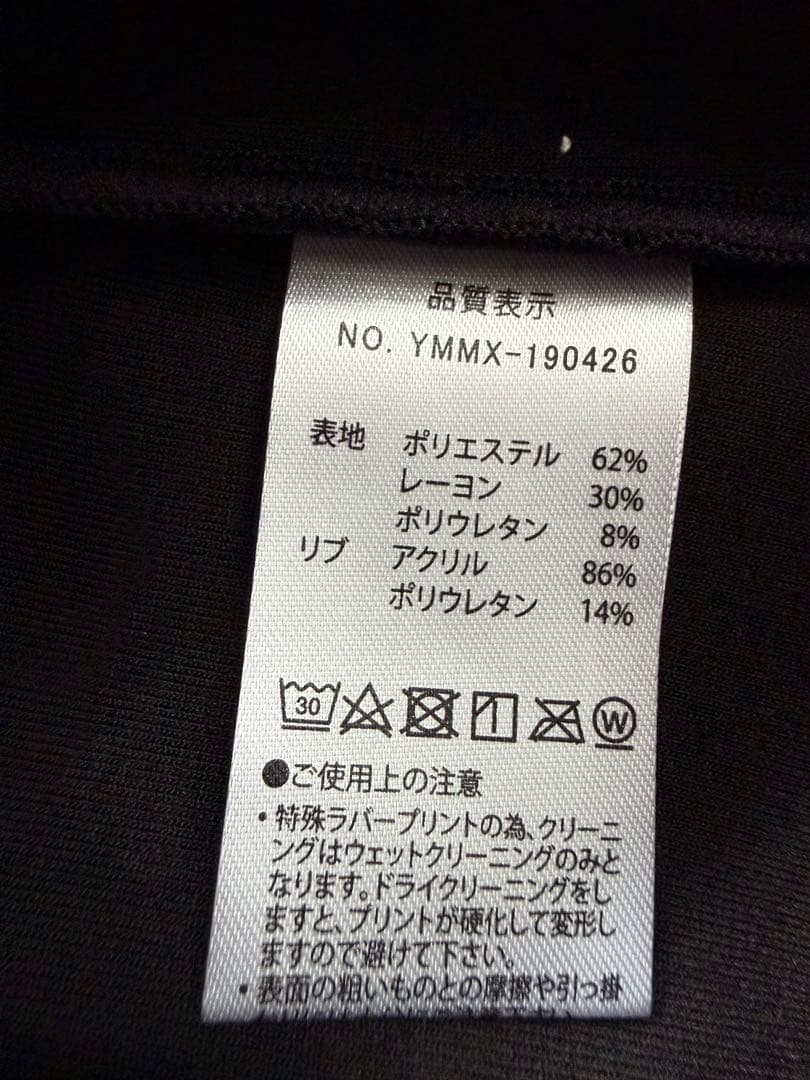 品質表示
NO. YMMX-190426
表地 ポリエステル 62%
レーヨン 30%
ポリウレタン 8%
リブ アクリル 86%
ポリウレタン 14%
30 W
●ご使用上の注意
・特殊ラバープリントの為、クリーニ
ングはウェットクリーニングのみと
なります。ドライクリーニングをし
ますと、プリントが硬化して変形し
ますので避けて下さい。
・表面の粗いものとの摩擦や引っ掛